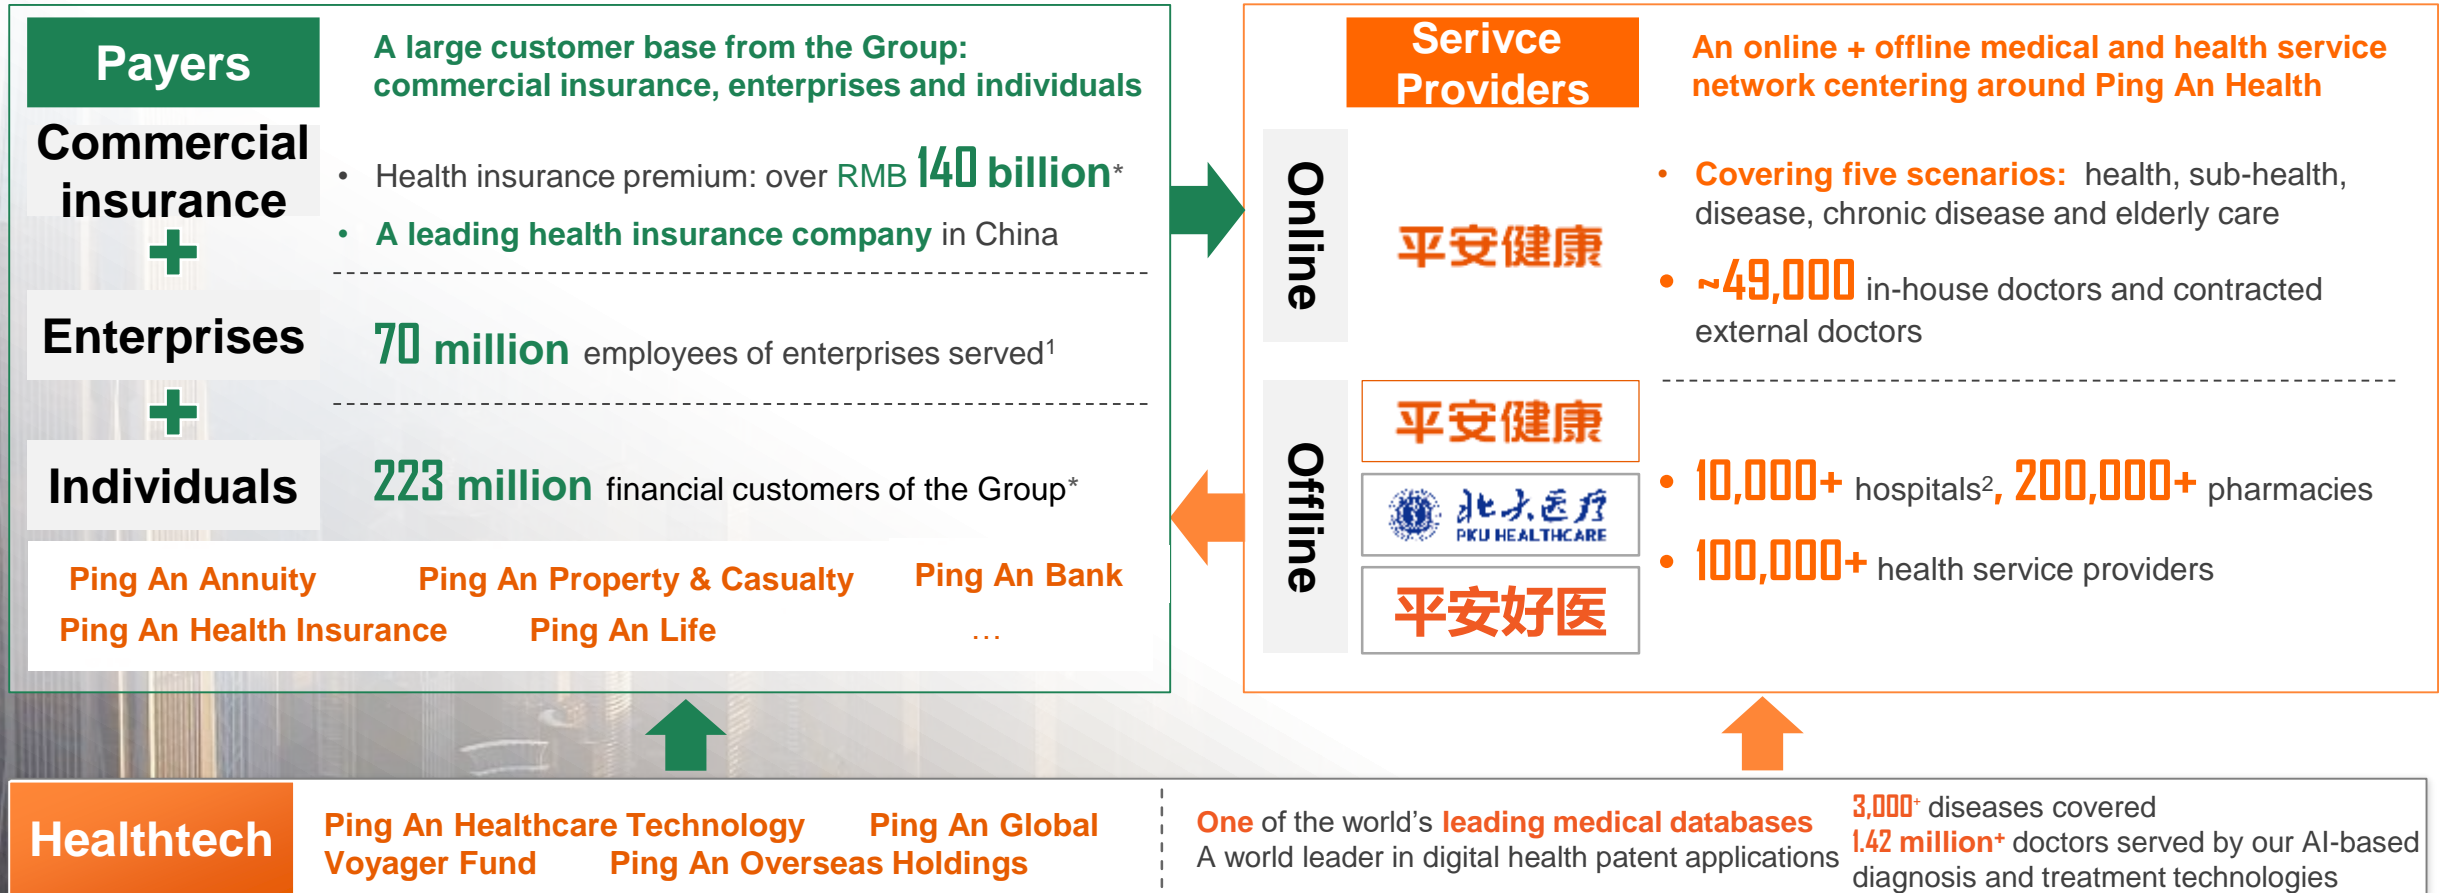 Payers
A large customer base from the Group:
commercial insurance, enterprises and individuals
Commercial
insurance
• Health insurance premium: over RMB 140 billion*
• A leading health insurance company in China
Enterprises
70 million employees of enterprises served1
Individuals
223 million financial customers of the Group*
Ping An Annuity
Ping An Property & Casualty
Ping An Bank
Ping An Health Insurance
Ping An Life
…
Serivce
Providers
An online + offline medical and health service
network centering around Ping An Health
Online
平安健康
• Covering five scenarios: health, sub-health,
disease, chronic disease and elderly care
• ~49,000 in-house doctors and contracted
external doctors
Offline
平安健康
北大医疗
PKU HEALTHCARE
平安好医
• 10,000+ hospitals2, 200,000+ pharmacies
• 100,000+ health service providers
Healthtech
Ping An Healthcare Technology Ping An Global
Voyager Fund Ping An Overseas Holdings
One of the world's leading medical databases
A world leader in digital health patent applications
3,000+ diseases covered
1.42 million+ doctors served by our AI-based
diagnosis and treatment technologies